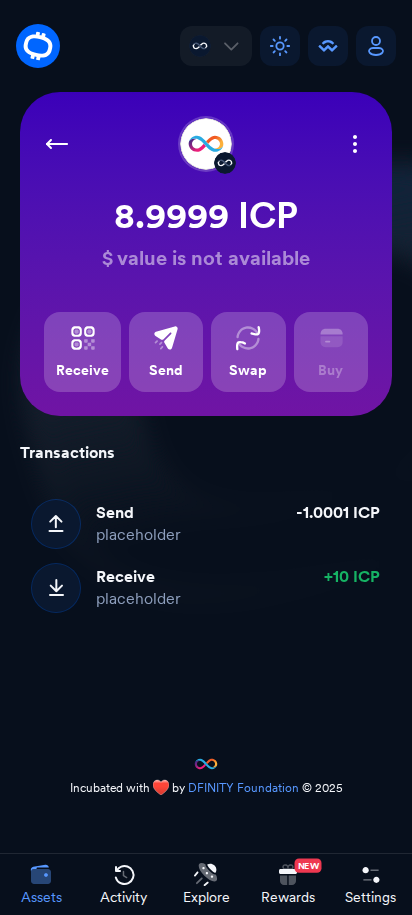 8.9999 ICP
$ value is not available
Receive
Send
Swap
Buy
Transactions
Send
-1.0001 ICP
placeholder
Receive
+10 ICP
placeholder
Incubated with ❤️ by DFINITY Foundation © 2025
NEW
Assets
Activity
Explore
Rewards
Settings